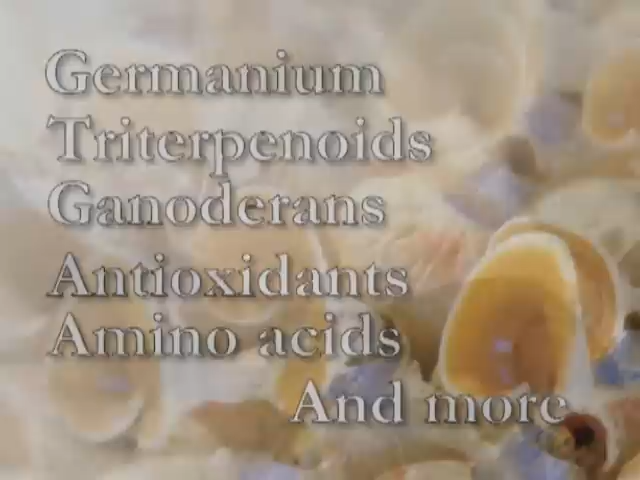 Germanium
Triterpenoids
Ganoderans
Antioxidants
Amino acids
And more